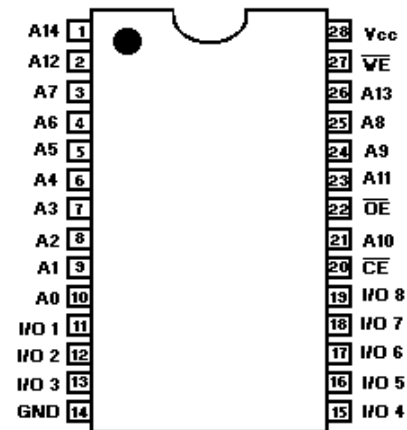 A14 1 28 Vcc
A12 2 27 WE
A7 3 26 A13
A6 4 25 A8
A5 5 24 A9
A4 6 23 A11
A3 7 22 OE
A2 8 21 A10
A1 9 20 CE
A0 10 19 I/O 8
I/O 1 11 18 I/O 7
I/O 2 12 17 I/O 6
I/O 3 13 16 I/O 5
GND 14 15 I/O 4